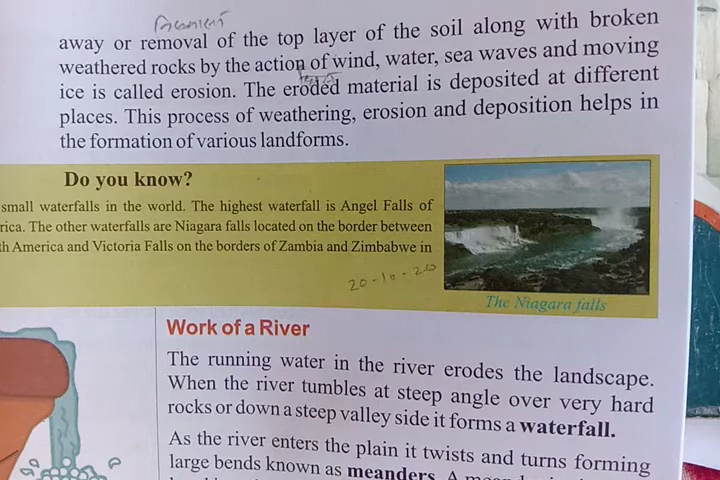 away or removal of the top layer of the soil along with broken
weathered rocks by the action of wind, water, sea waves and moving
ice is called erosion. The eroded material is deposited at different
places. This process of weathering, erosion and deposition helps in
the formation of various landforms.
Do you know?
small waterfalls in the world. The highest waterfall is Angel Falls of
rica. The other waterfalls are Niagara falls located on the border between
th America and Victoria Falls on the borders of Zambia and Zimbabwe in
20-10-20
The Niagara falls
Work of a River
The running water in the river erodes the landscape.
When the river tumbles at steep angle over very hard
rocks or down a steep valley side it forms a waterfall.
As the river enters the plain it twists and turns forming
large bends known as meanders.